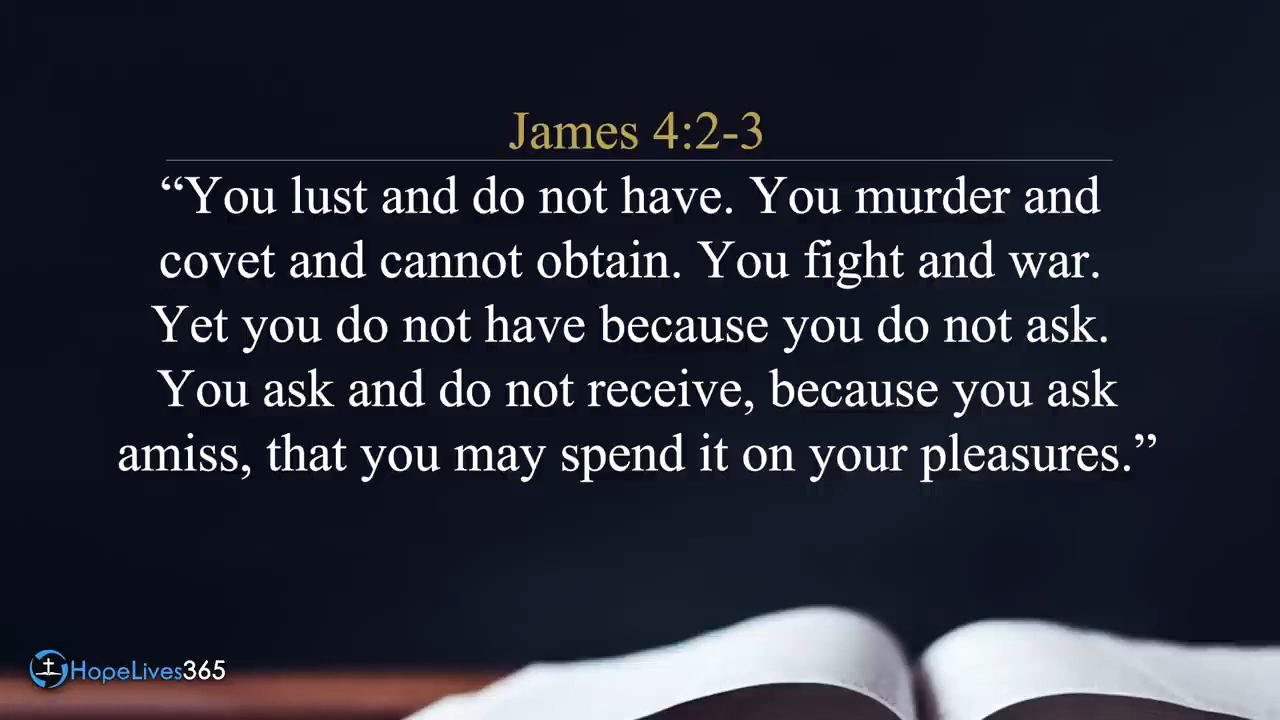 James 4:2-3
“You lust and do not have. You murder and
covet and cannot obtain. You fight and war.
Yet you do not have because you do not ask.
You ask and do not receive, because you ask
amiss, that you may spend it on your pleasures.”
HopeLives365